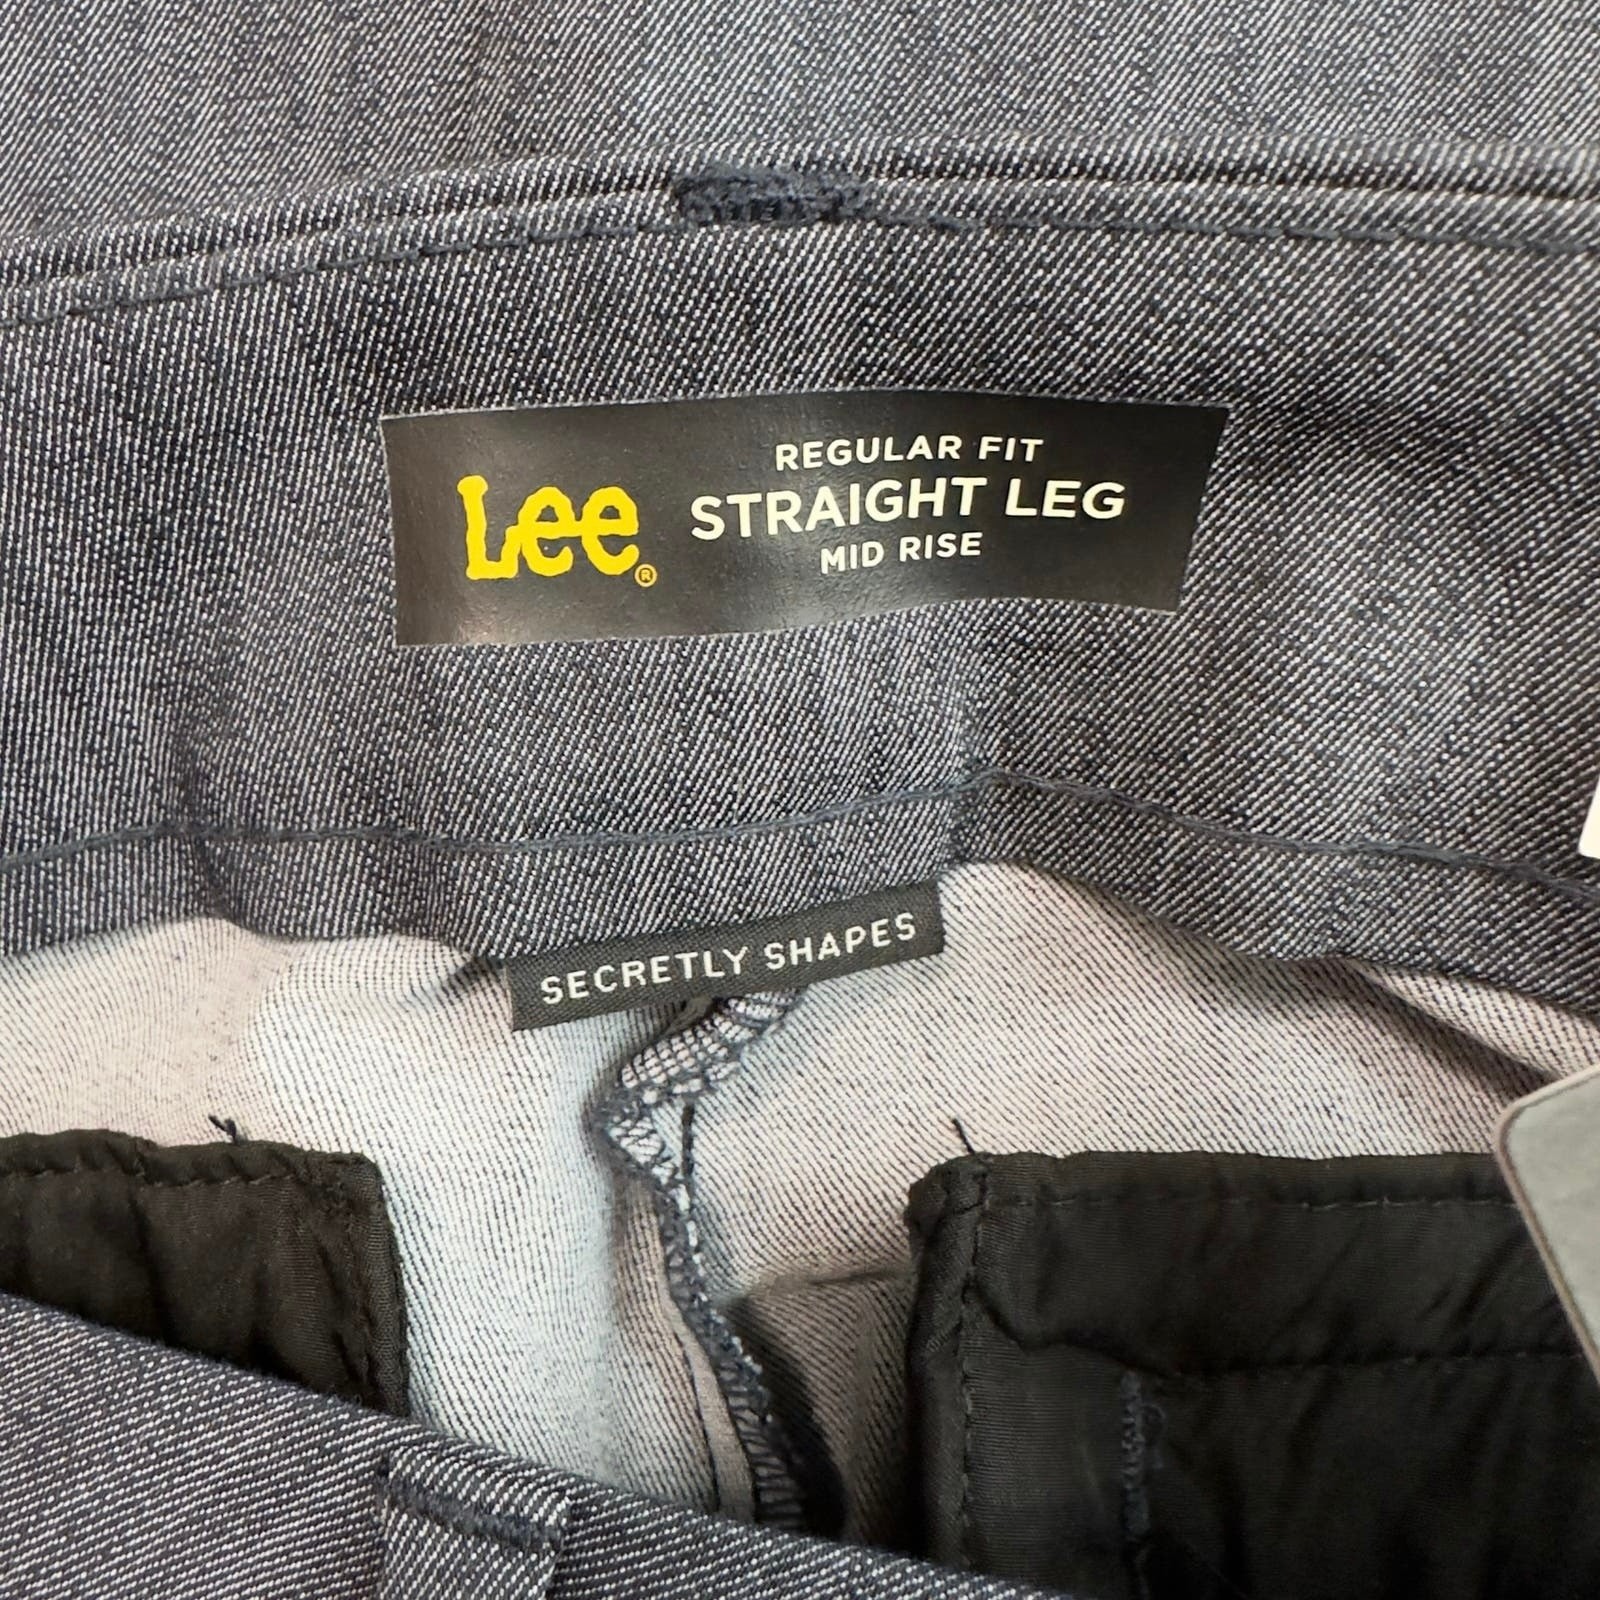 Lee®
REGULAR FIT
STRAIGHT LEG
MID RISE
SECRETLY SHAPES